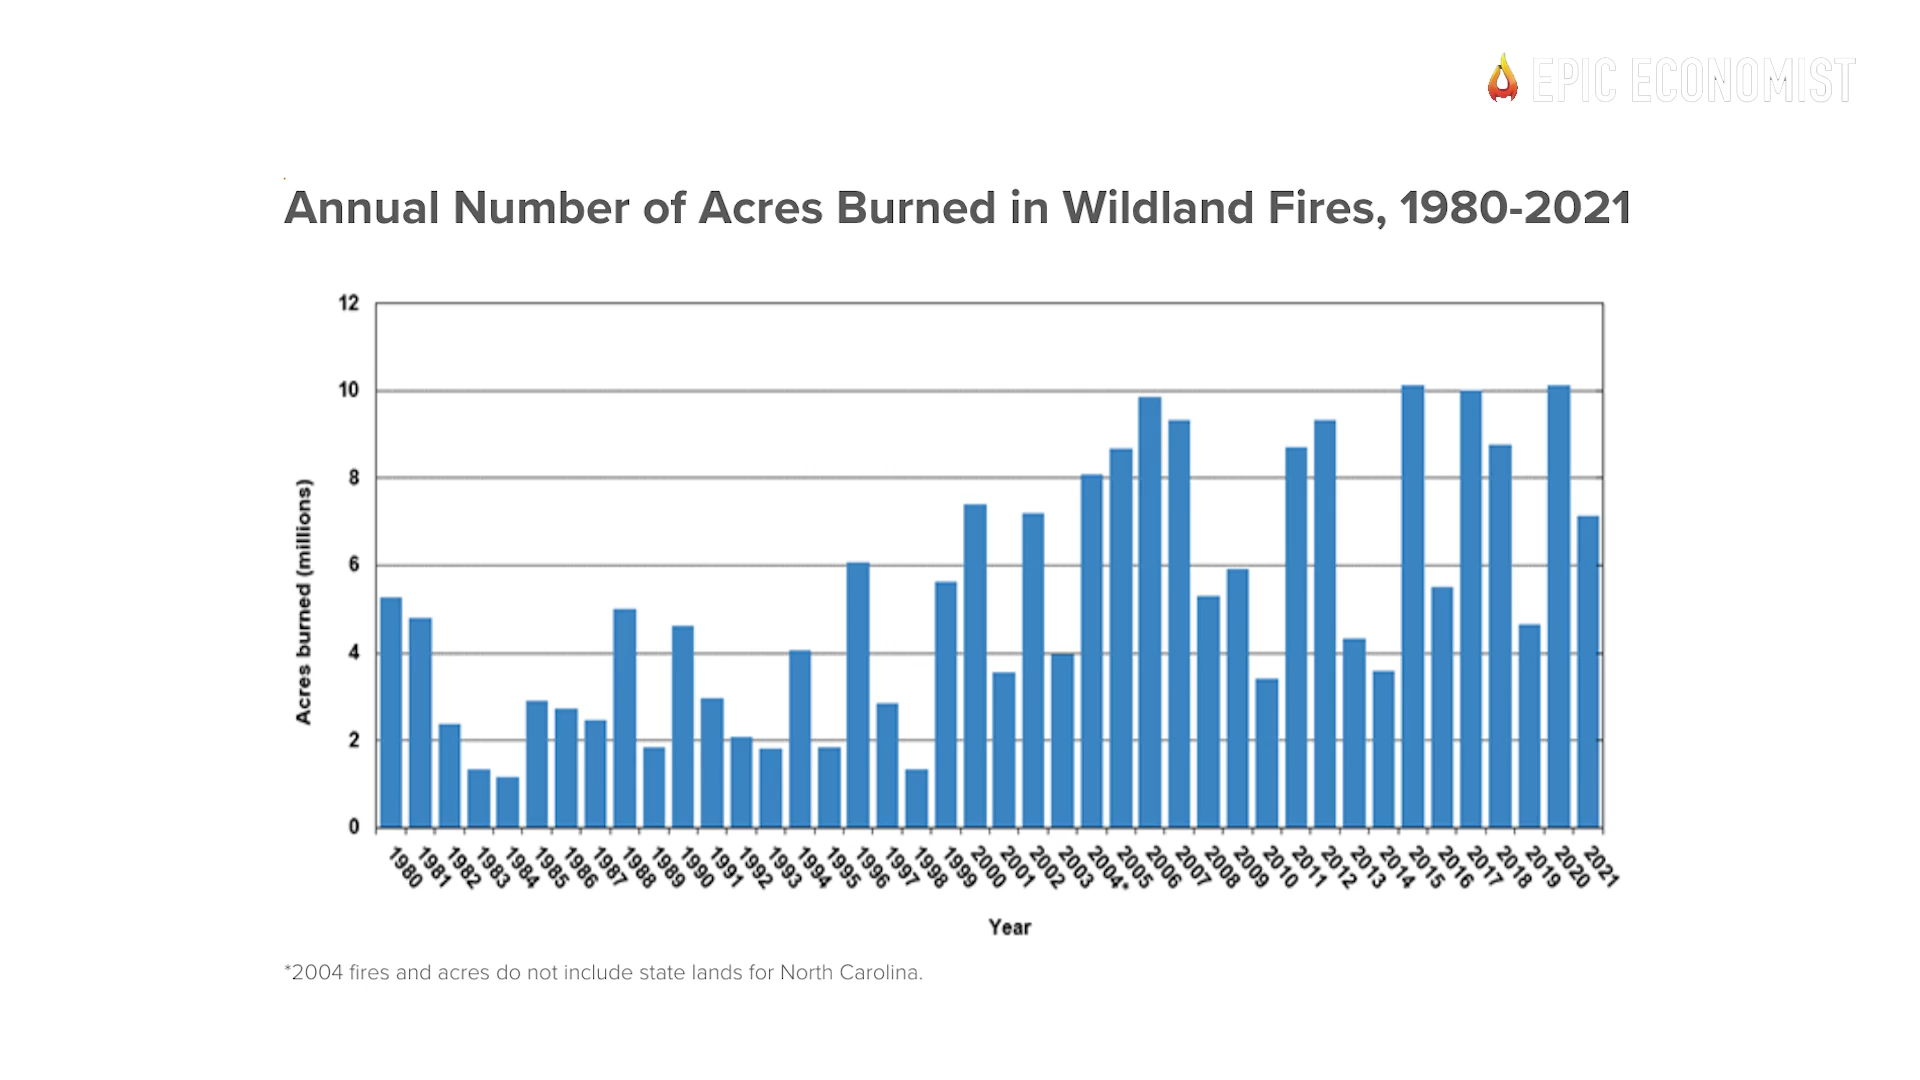 EPIC ECONOMIST
Annual Number of Acres Burned in Wildland Fires, 1980-2021
12
10
8
6
4
2
0
Acres burned (millions)
1980 1981 1982 1983 1984 1985 1986 1987 1988 1989 1990 1991 1992 1993 1994 1995 1996 1997 1998 1999 2000 2001 2002 2003 2004* 2005 2006 2007 2008 2009 2010 2011 2012 2013 2014 2015 2016 2017 2018 2019 2020 2021
Year
*2004 fires and acres do not include state lands for North Carolina.